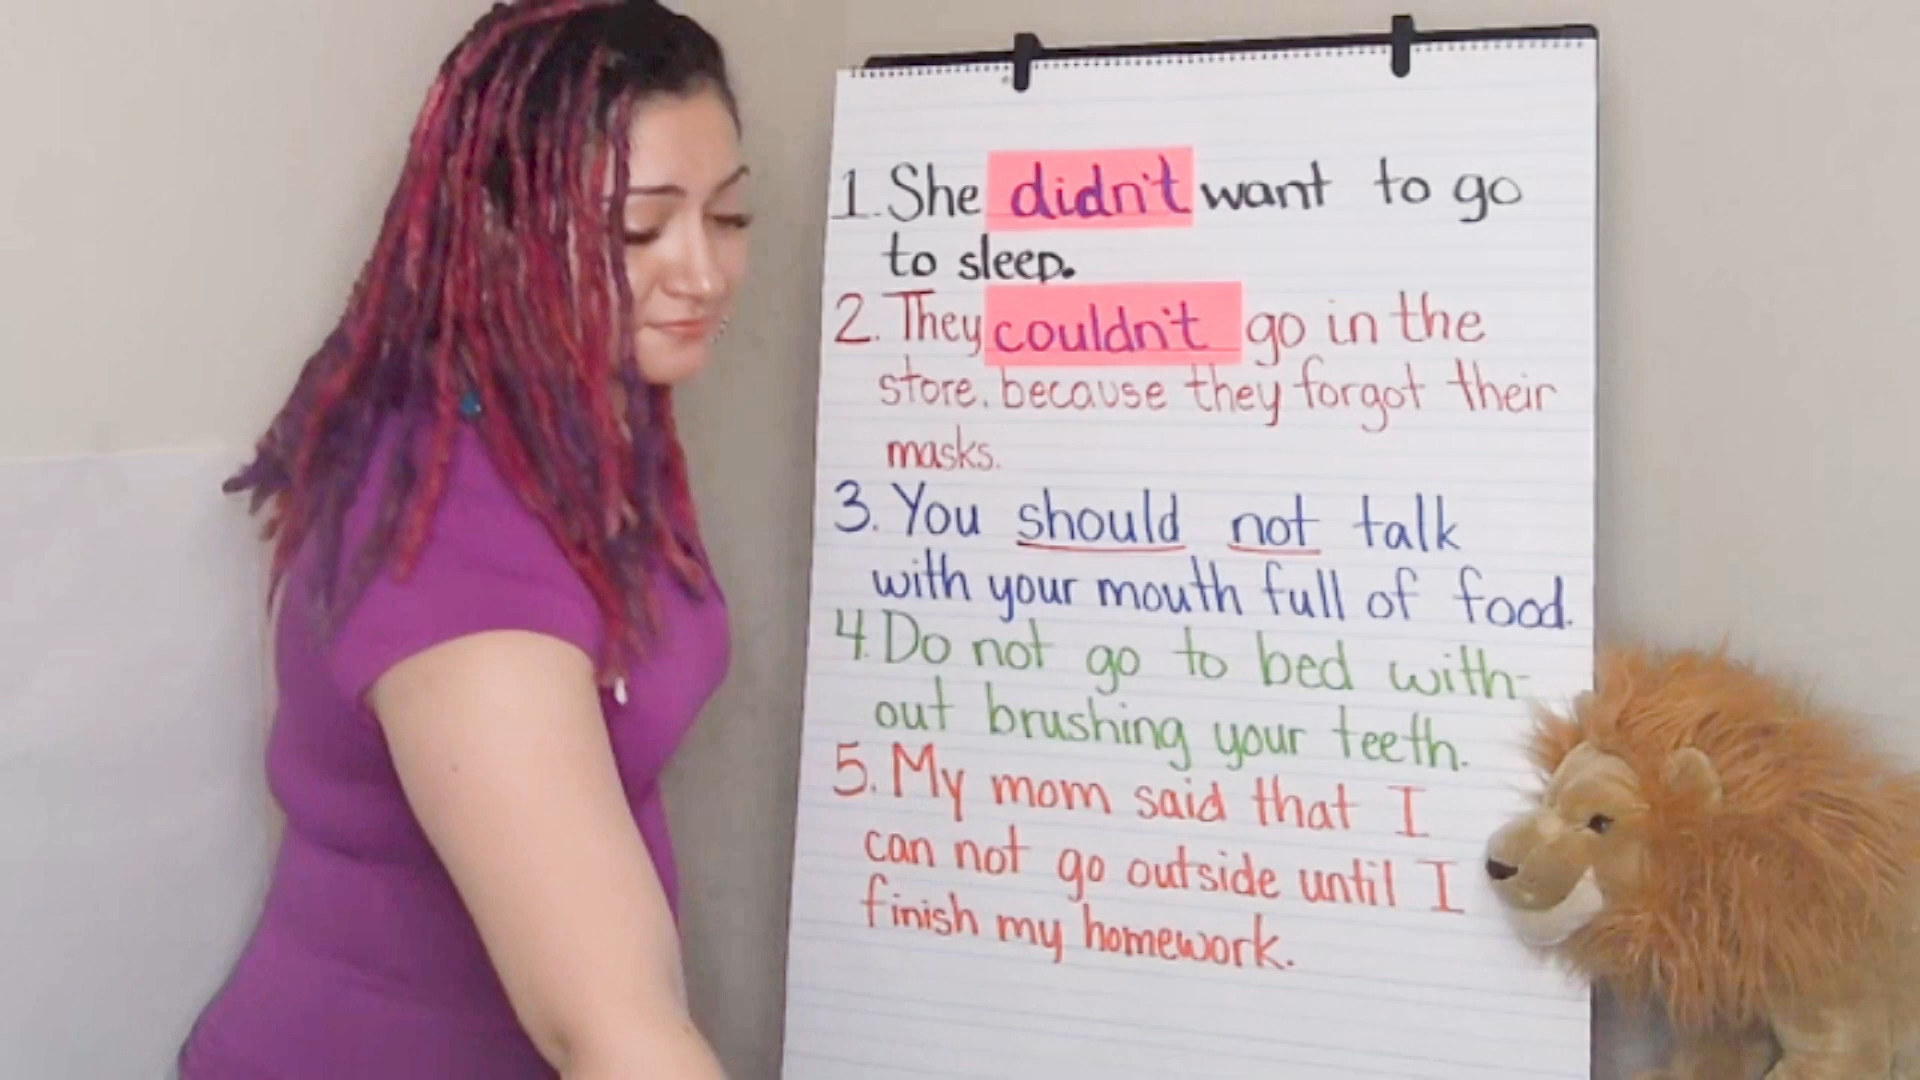 1. She didn't want to go
to sleep.
2. They couldn't go in the
store. because they forgot their
masks.
3. You should not talk
with your mouth full of food.
4. Do not go to bed with-
out brushing your teeth.
5. My mom said that I
can not go outside until I
finish my homework.